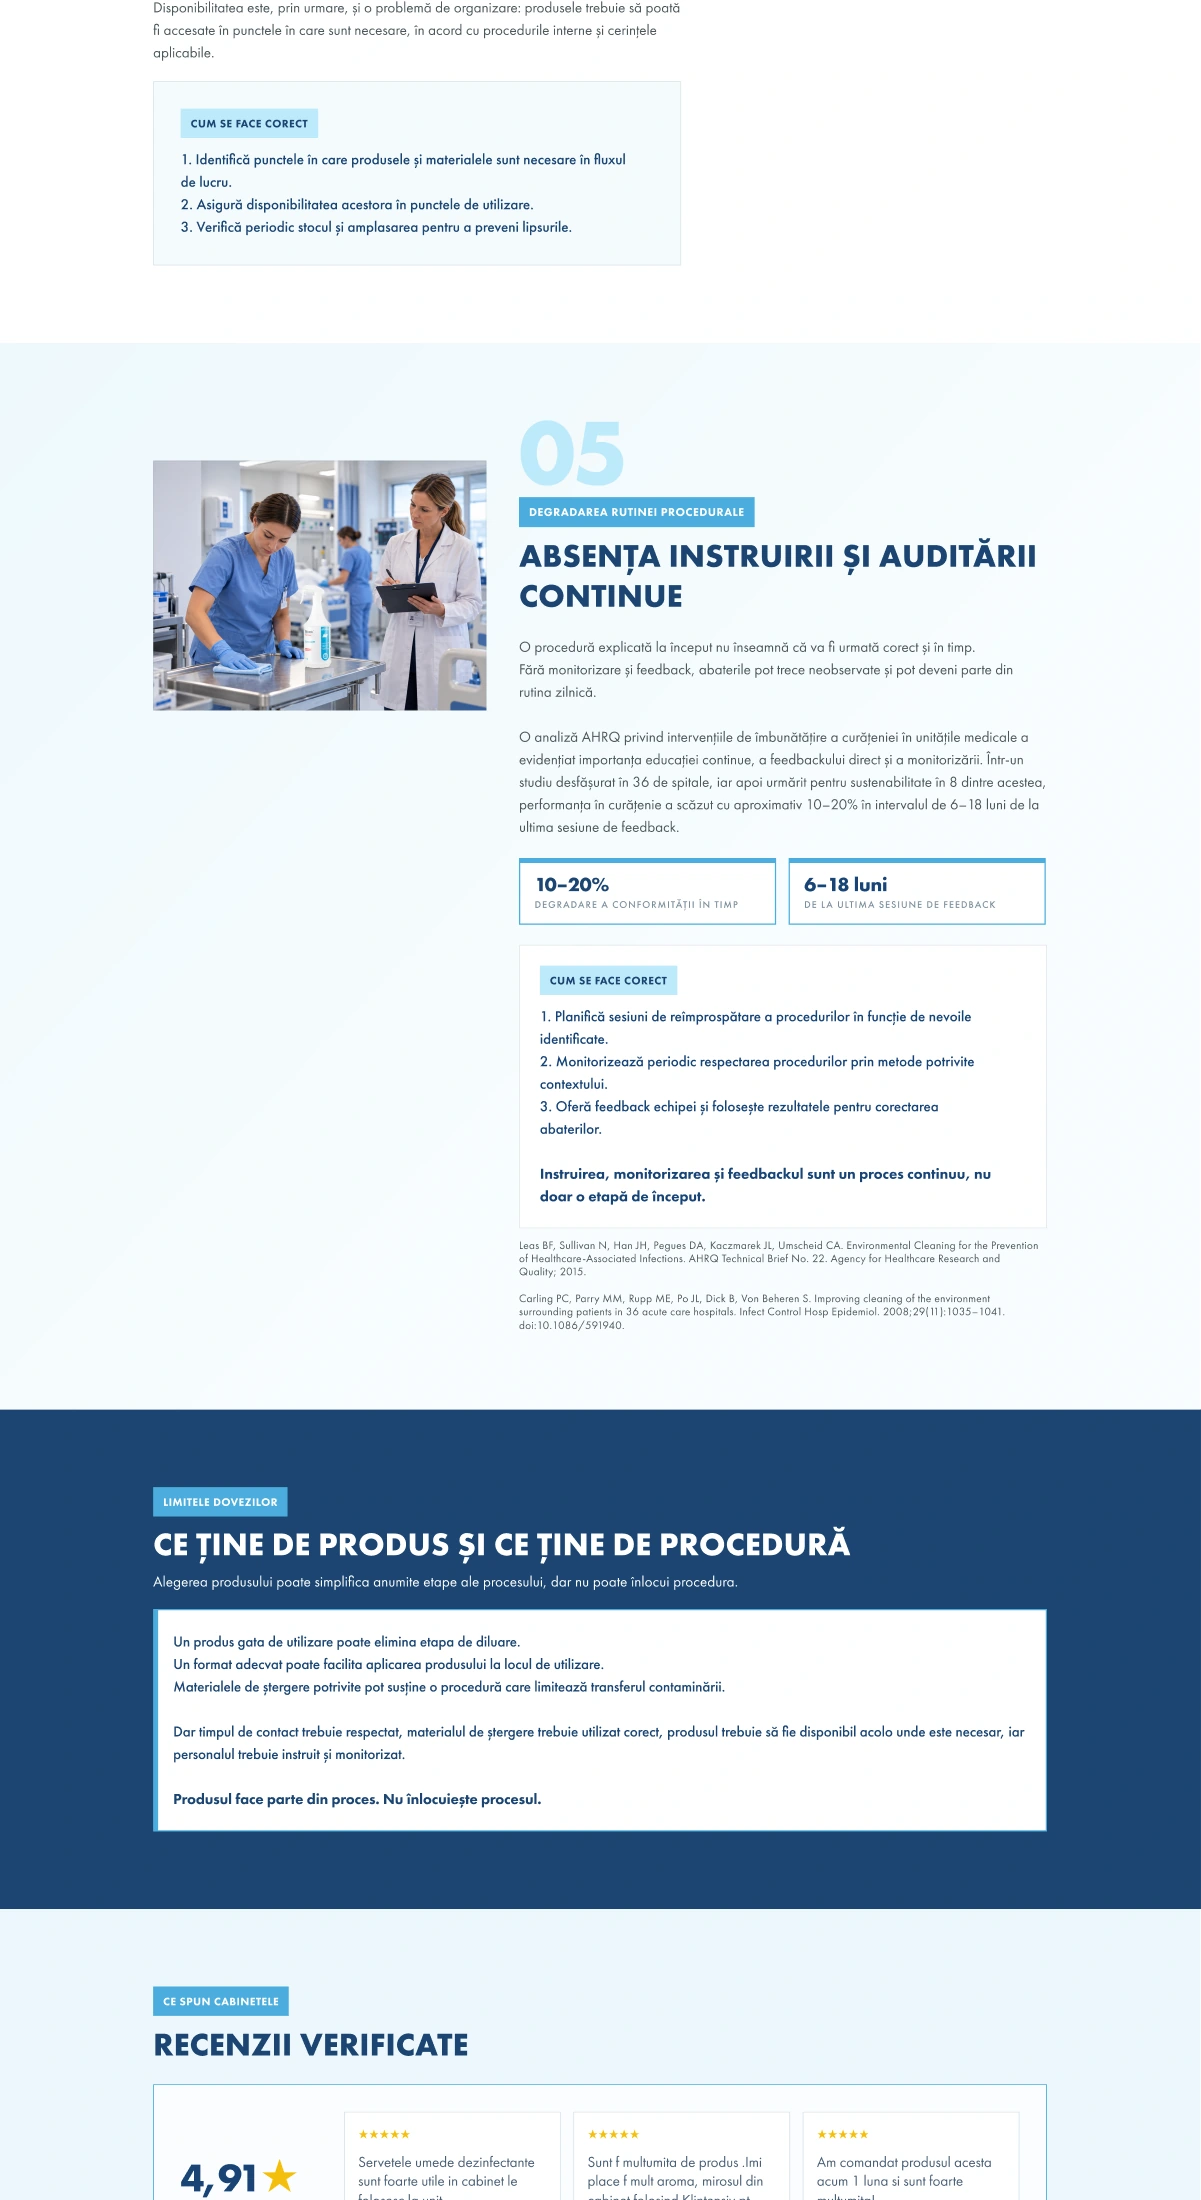 Disponibilitatea este, prin urmare, și o problemă de organizare: produsele trebuie să poată
fi accesate în punctele în care sunt necesare, în acord cu procedurile interne și cerințele
aplicabile.
CUM SE FACE CORECT
1. Identifică punctele în care produsele și materialele sunt necesare în fluxul
de lucru.
2. Asigură disponibilitatea acestora în punctele de utilizare.
3. Verifică periodic stocul și amplasarea pentru a preveni lipsurile.
05
DEGRADAREA RUTINEI PROCEDURALE
ABSENȚA INSTRUIRII ȘI AUDITĂRII
CONTINUE
O procedură explicată la început nu înseamnă că va fi urmată corect și în timp.
Fără monitorizare și feedback, abaterile pot trece neobservate și pot deveni parte din
rutina zilnică.
O analiză AHRQ privind intervențiile de îmbunătățire a curățeniei în unitățile medicale a
evidențiat importanța educației continue, a feedbackului direct și a monitorizării. Într-un
studiu desfășurat în 36 de spitale, iar apoi urmărit pentru sustenabilitate în 8 dintre acestea,
performanța în curățenie a scăzut cu aproximativ 10–20% în intervalul de 6–18 luni de la
ultima sesiune de feedback.
10–20%
DEGRADARE A CONFORMITĂȚII ÎN TIMP
6–18 luni
DE LA ULTIMA SESIUNE DE FEEDBACK
CUM SE FACE CORECT
1. Planifică sesiuni de reîmprospătare a procedurilor în funcție de nevoile
identificate.
2. Monitorizează periodic respectarea procedurilor prin metode potrivite
contextului.
3. Oferă feedback echipei și folosește rezultatele pentru corectarea
abaterilor.
Instruirea, monitorizarea și feedbackul sunt un proces continuu, nu
doar o etapă de început.
Leas BF, Sullivan N, Han JH, Pegues DA, Kaczmarek JL, Umscheid CA. Environmental Cleaning for the Prevention
of Healthcare-Associated Infections. AHRQ Technical Brief No. 22. Agency for Healthcare Research and
Quality; 2015.
Carling PC, Parry MM, Rupp ME, Po JL, Dick B, Von Beheren S. Improving cleaning of the environment
surrounding patients in 36 acute care hospitals. Infect Control Hosp Epidemiol. 2008;29(11):1035–1041.
doi:10.1086/591940.
LIMITELE DOVEZILOR
CE ȚINE DE PRODUS ȘI CE ȚINE DE PROCEDURĂ
Alegerea produsului poate simplifica anumite etape ale procesului, dar nu poate înlocui procedura.
Un produs gata de utilizare poate elimina etapa de diluare.
Un format adecvat poate facilita aplicarea produsului la locul de utilizare.
Materialele de ștergere potrivite pot susține o procedură care limitează transferul contaminării.
Dar timpul de contact trebuie respectat, materialul de ștergere trebuie utilizat corect, produsul trebuie să fie disponibil acolo unde este necesar, iar
personalul trebuie instruit și monitorizat.
Produsul face parte din proces. Nu înlocuiește procesul.
CE SPUN CABINETELE
RECENZII VERIFICATE
4,91★
★★★★★
Servetele umede dezinfectante
sunt foarte utile in cabinet le
★★★★★
Sunt f multumita de produs .Imi
place f mult aroma, mirosul din
★★★★★
Am comandat produsul acesta
acum 1 luna si sunt foarte